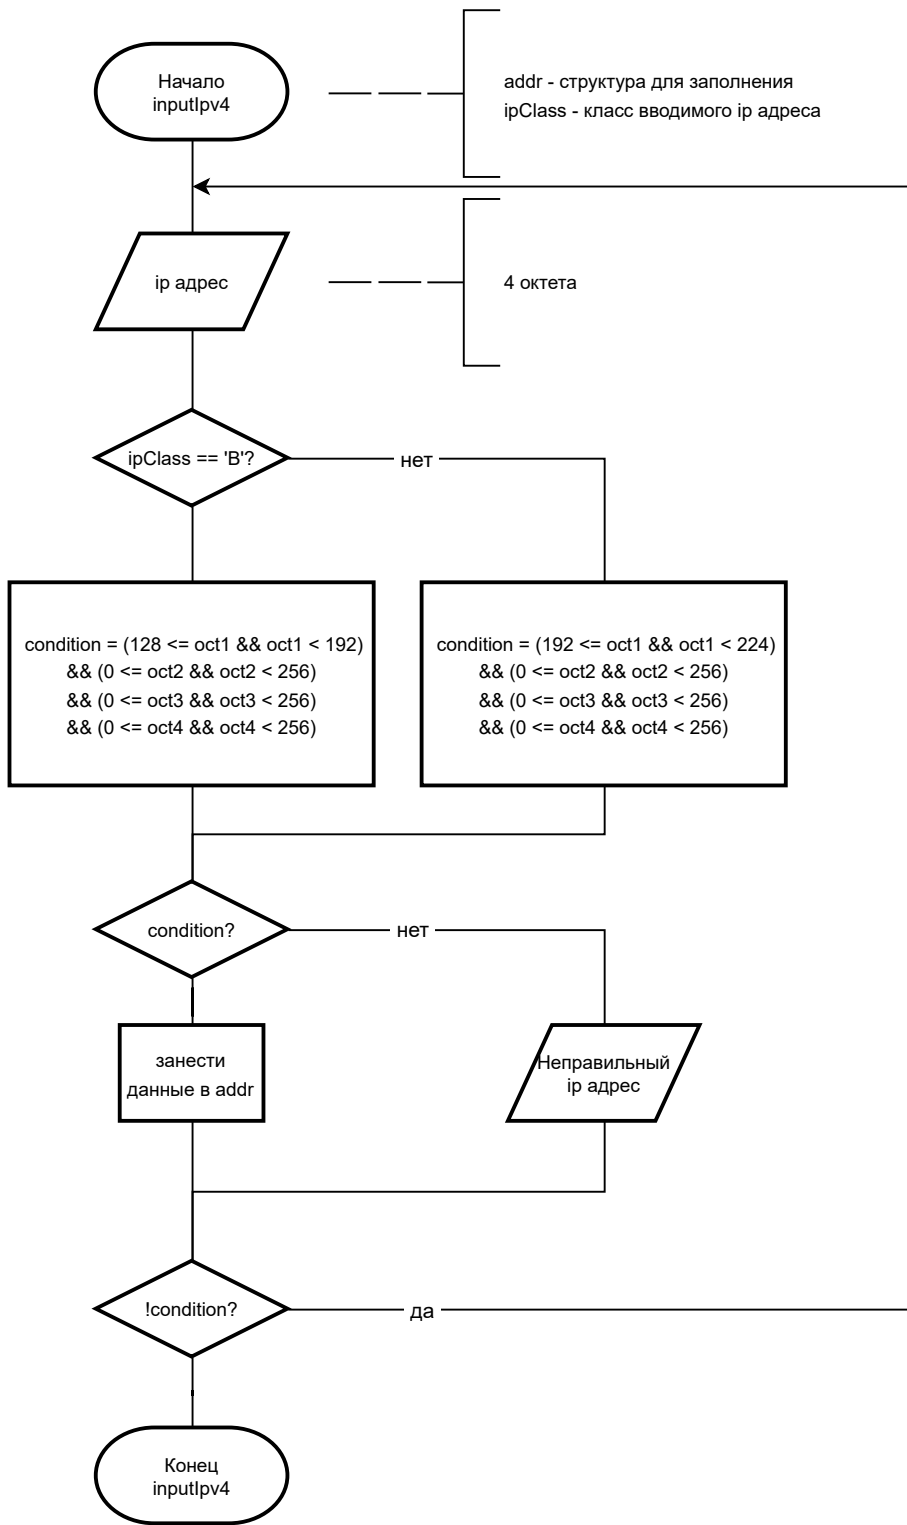 Начало
inputIpv4
addr - структура для заполнения
ipClass - класс вводимого ip адреса
ip адрес
4 октета
ipClass == 'B'?
нет
condition = (128 <= oct1 && oct1 < 192)
&& (0 <= oct2 && oct2 < 256)
&& (0 <= oct3 && oct3 < 256)
&& (0 <= oct4 && oct4 < 256)
condition = (192 <= oct1 && oct1 < 224)
&& (0 <= oct2 && oct2 < 256)
&& (0 <= oct3 && oct3 < 256)
&& (0 <= oct4 && oct4 < 256)
condition?
нет
занести
данные в addr
Неправильный
ip адрес
!condition?
да
Конец
inputIpv4